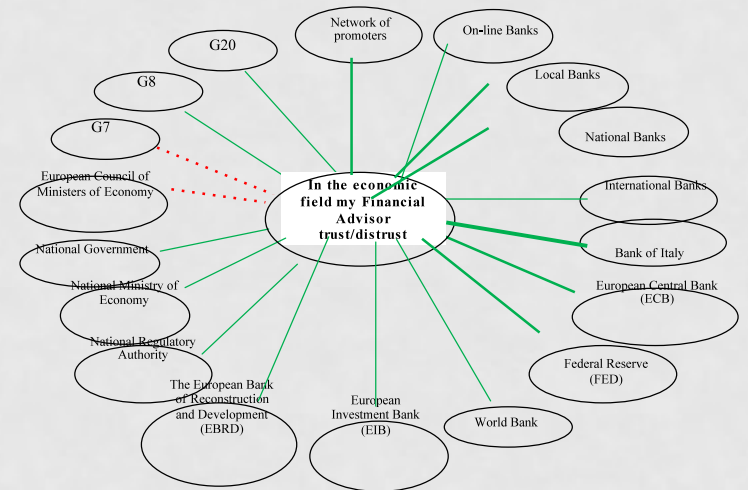 Network of
promoters
On-line Banks
G20
Local Banks
G8
G7
National Banks
European Council of
Ministers of Economy
In the economic
field my Financial
Advisor
trust/distrust
International Banks
National Government
Bank of Italy
National Ministry of
Economy
European Central Bank
(ECB)
National Regulatory
Authority
Federal Reserve
(FED)
The European Bank
of Reconstruction
and Development
(EBRD)
European
Investment Bank
(EIB)
World Bank